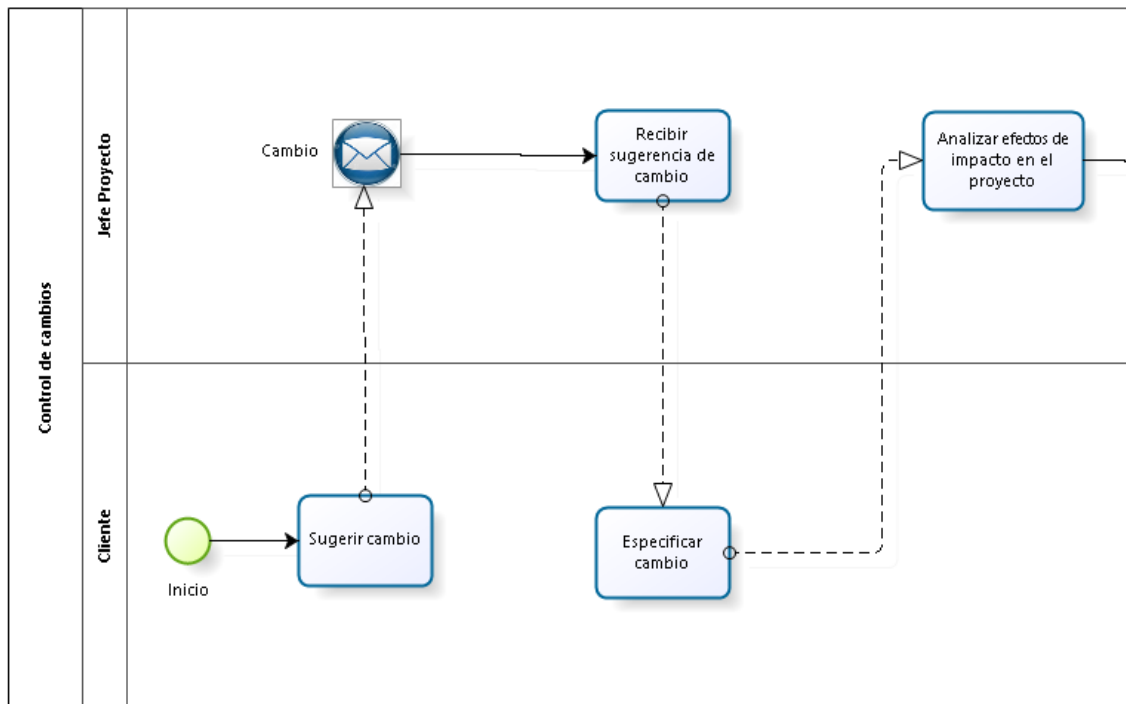 Control de cambios
Jefe Proyecto
Cambio
Recibir
sugerencia de
cambio
Analizar efectos de
impacto en el
proyecto
Cliente
Inicio
Sugerir cambio
Especificar
cambio